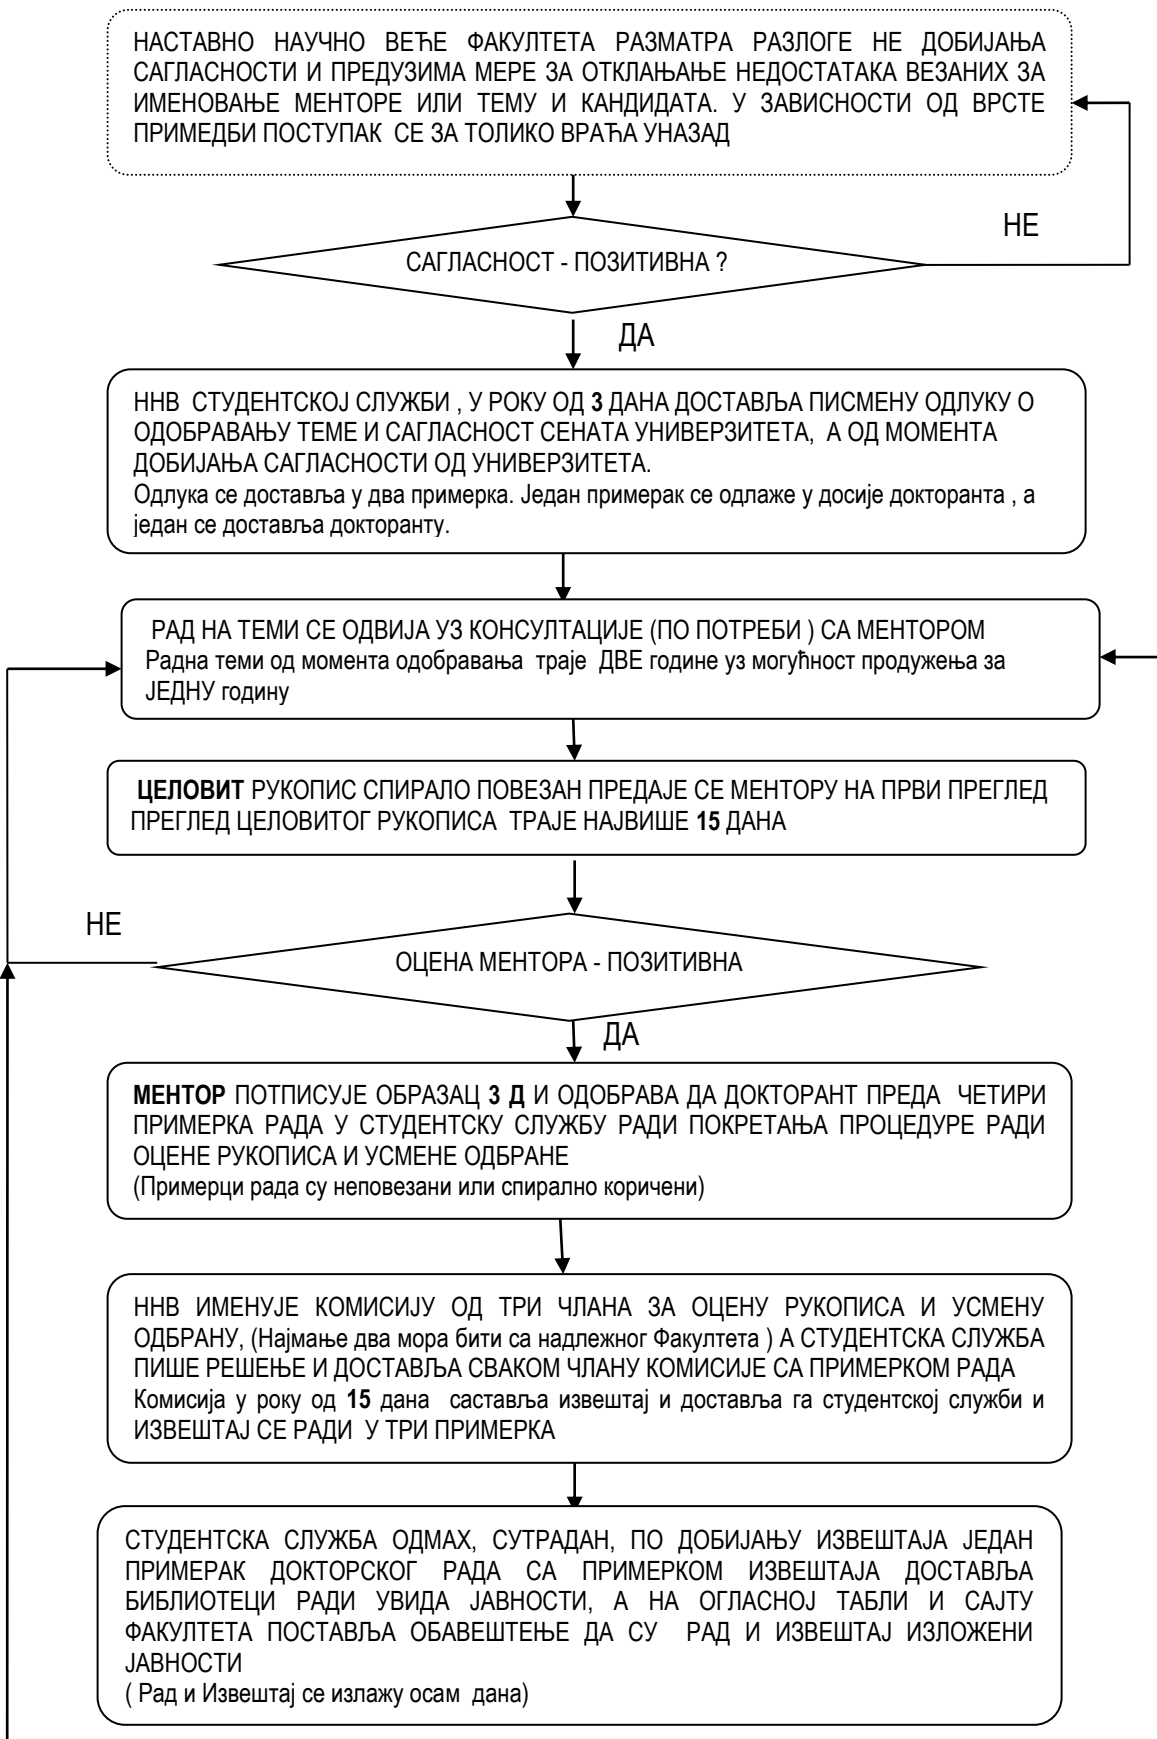 НАСТАВНО НАУЧНО ВЕЋЕ ФАКУЛТЕТА РАЗМАТРА РАЗЛОГЕ НЕ ДОБИЈАЊА
САГЛАСНОСТИ И ПРЕДУЗИМА МЕРЕ ЗА ОТКЛАЊАЊЕ НЕДОСТАТАКА ВЕЗАНИХ ЗА
ИМЕНОВАЊЕ МЕНТОРЕ ИЛИ ТЕМУ И КАНДИДАТА. У ЗАВИСНОСТИ ОД ВРСТЕ
ПРИМЕДБИ ПОСТУПАК СЕ ЗА ТОЛИКО ВРАЋА УНАЗАД
НЕ
САГЛАСНОСТ - ПОЗИТИВНА ?
ДА
ННВ СТУДЕНТСКОЈ СЛУЖБИ , У РОКУ ОД 3 ДАНА ДОСТАВЉА ПИСМЕНУ ОДЛУКУ О
ОДОБРАВАЊУ ТЕМЕ И САГЛАСНОСТ СЕНАТА УНИВЕРЗИТЕТА, А ОД МОМЕНТА
ДОБИЈАЊА САГЛАСНОСТИ ОД УНИВЕРЗИТЕТА.
Одлука се доставља у два примерка. Један примерак се одлаже у досије докторанта , а
један се доставља докторанту.
РАД НА ТЕМИ СЕ ОДВИЈА УЗ КОНСУЛТАЦИЈЕ (ПО ПОТРЕБИ ) СА МЕНТОРОМ
Радна теми од момента одобравања траје ДВЕ године уз могућност продужења за
ЈЕДНУ годину
ЦЕЛОВИТ РУКОПИС СПИРАЛО ПОВЕЗАН ПРЕДАЈЕ СЕ МЕНТОРУ НА ПРВИ ПРЕГЛЕД
ПРЕГЛЕД ЦЕЛОВИТОГ РУКОПИСА ТРАЈЕ НАЈВИШЕ 15 ДАНА
НЕ
ОЦЕНА МЕНТОРА - ПОЗИТИВНА
ДА
МЕНТОР ПОТПИСУЈЕ ОБРАЗАЦ 3 Д И ОДОБРАВА ДА ДОКТОРАНТ ПРЕДА ЧЕТИРИ
ПРИМЕРКА РАДА У СТУДЕНТСКУ СЛУЖБУ РАДИ ПОКРЕТАЊА ПРОЦЕДУРЕ РАДИ
ОЦЕНЕ РУКОПИСА И УСМЕНЕ ОДБРАНЕ
(Примерци рада су неповезани или спирално коричени)
ННВ ИМЕНУЈЕ КОМИСИЈУ ОД ТРИ ЧЛАНА ЗА ОЦЕНУ РУКОПИСА И УСМЕНУ
ОДБРАНУ, (Најмање два мора бити са надлежног Факултета ) А СТУДЕНТСКА СЛУЖБА
ПИШЕ РЕШЕЊЕ И ДОСТАВЉА СВАКОМ ЧЛАНУ КОМИСИЈЕ СА ПРИМЕРКОМ РАДА
Комисија у року од 15 дана саставља извештај и доставља га студентској служби и
ИЗВЕШТАЈ СЕ РАДИ У ТРИ ПРИМЕРКА
СТУДЕНТСКА СЛУЖБА ОДМАХ, СУТРАДАН, ПО ДОБИЈАЊУ ИЗВЕШТАЈА ЈЕДАН
ПРИМЕРАК ДОКТОРСКОГ РАДА СА ПРИМЕРКОМ ИЗВЕШТАЈА ДОСТАВЉА
БИБЛИОТЕЦИ РАДИ УВИДА ЈАВНОСТИ, А НА ОГЛАСНОЈ ТАБЛИ И САЈТУ
ФАКУЛТЕТА ПОСТАВЉА ОБАВЕШТЕЊЕ ДА СУ РАД И ИЗВЕШТАЈ ИЗЛОЖЕНИ
ЈАВНОСТИ
( Рад и Извештај се излажу осам дана)